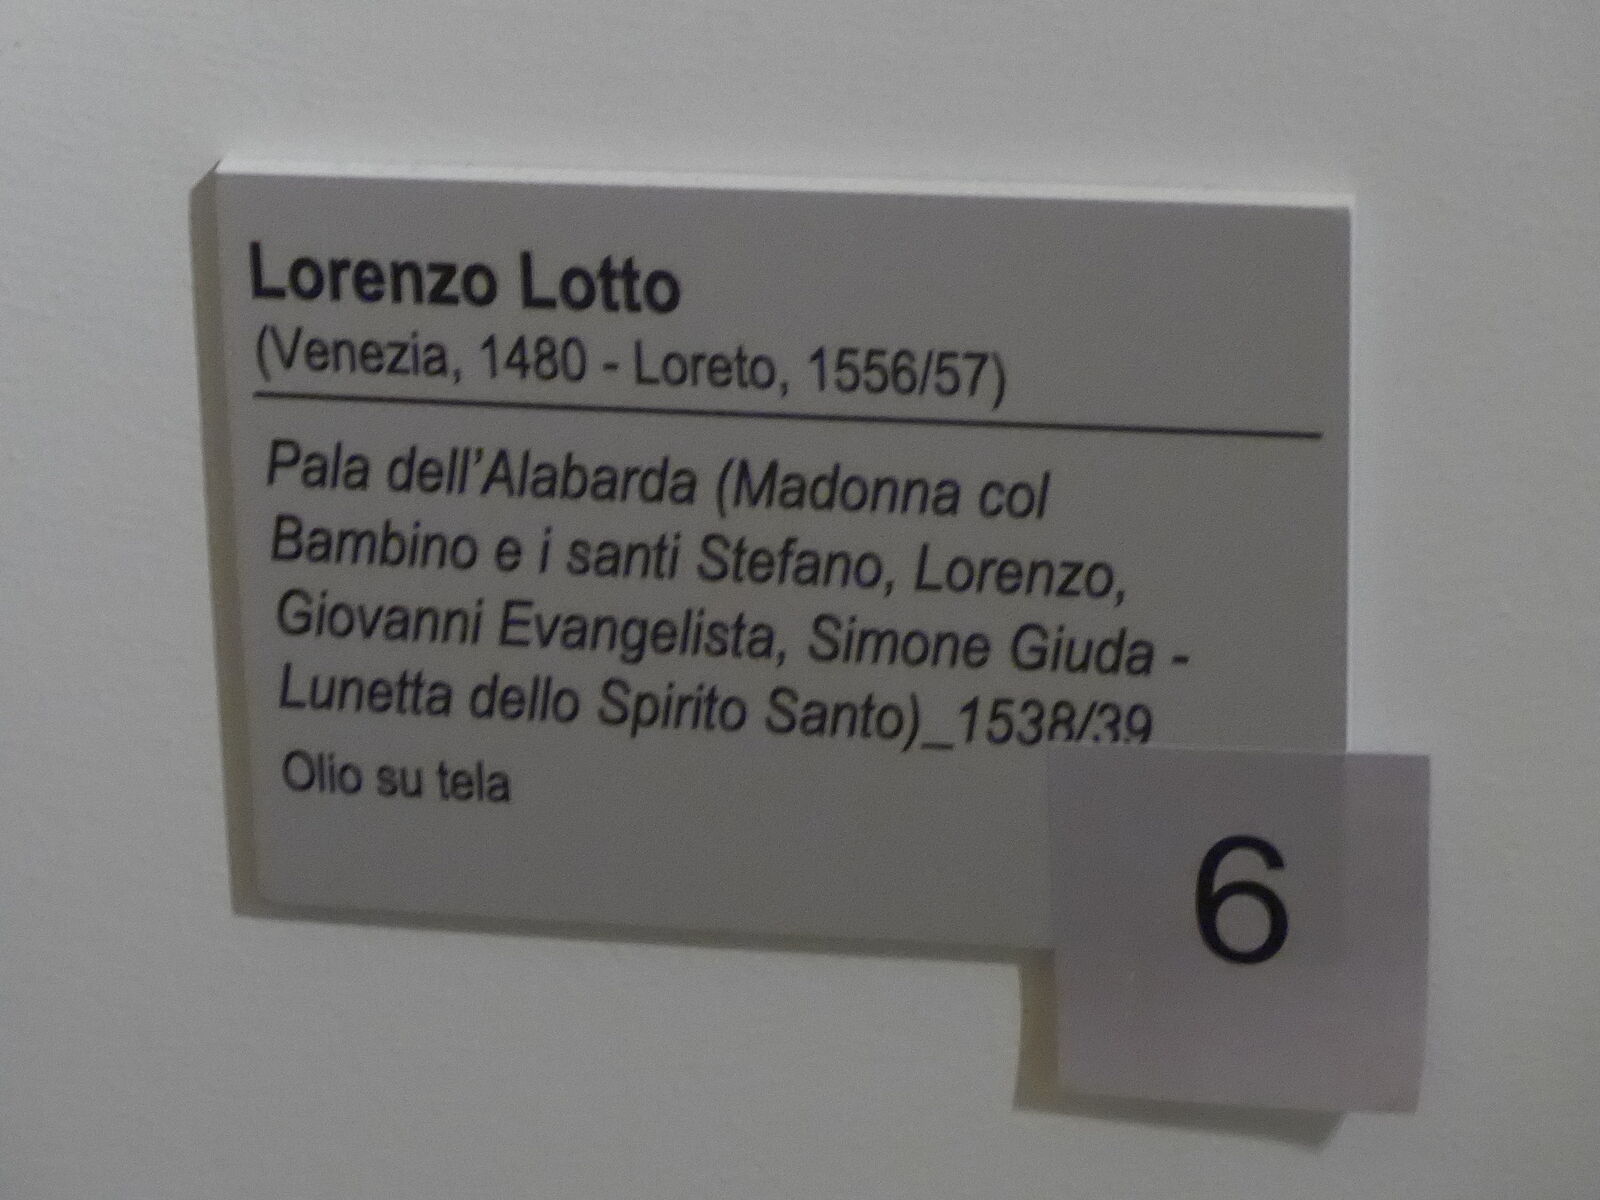 Lorenzo Lotto
(Venezia, 1480 - Loreto, 1556/57)
Pala dell'Alabarda (Madonna col
Bambino e i santi Stefano, Lorenzo,
Giovanni Evangelista, Simone Giuda -
Lunetta dello Spirito Santo)_1538/39
Olio su tela
6